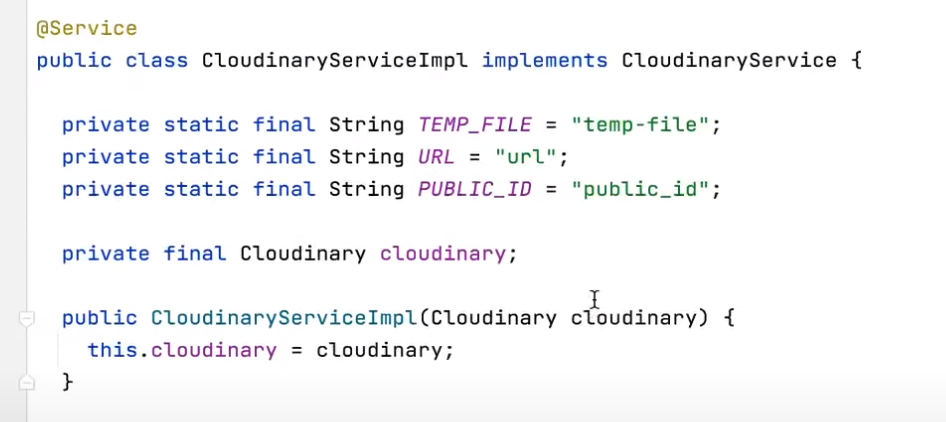 @Service
public class CloudinaryServiceImpl implements CloudinaryService {
private static final String TEMP_FILE = "temp-file";
private static final String URL = "url";
private static final String PUBLIC_ID = "public_id";
private final Cloudinary cloudinary;
public CloudinaryServiceImpl(Cloudinary cloudinary) {
this.cloudinary = cloudinary;
}